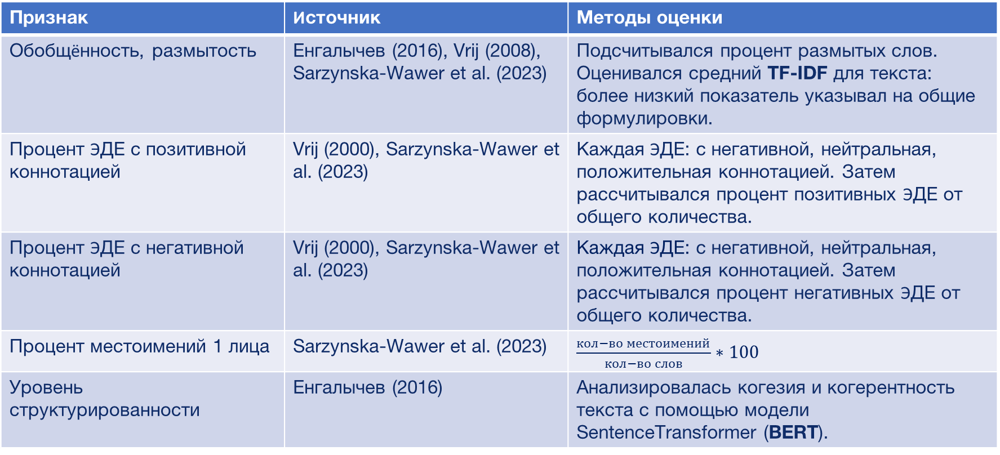 Признак
Источник
Методы оценки
Обобщённость, размытость
Енгалычев (2016), Vrij (2008),
Sarzynska-Wawer et al. (2023)
Подсчитывался процент размытых слов.
Оценивался средний TF-IDF для текста:
более низкий показатель указывал на общие
формулировки.
Процент ЭДЕ с позитивной
коннотацией
Vrij (2000), Sarzynska-Wawer et
al. (2023)
Каждая ЭДЕ: с негативной, нейтральная,
положительная коннотацией. Затем
рассчитывался процент позитивных ЭДЕ от
общего количества.
Процент ЭДЕ с негативной
коннотацией
Vrij (2000), Sarzynska-Wawer et
al. (2023)
Каждая ЭДЕ: с негативной, нейтральная,
положительная коннотацией. Затем
рассчитывался процент негативных ЭДЕ от
общего количества.
Процент местоимений 1 лица
Sarzynska-Wawer et al. (2023)
кол−во местоимений
кол−во слов
∗ 100
Уровень
структурированности
Енгалычев (2016)
Анализировалась когезия и когерентность
текста с помощью модели
SentenceTransformer (BERT).